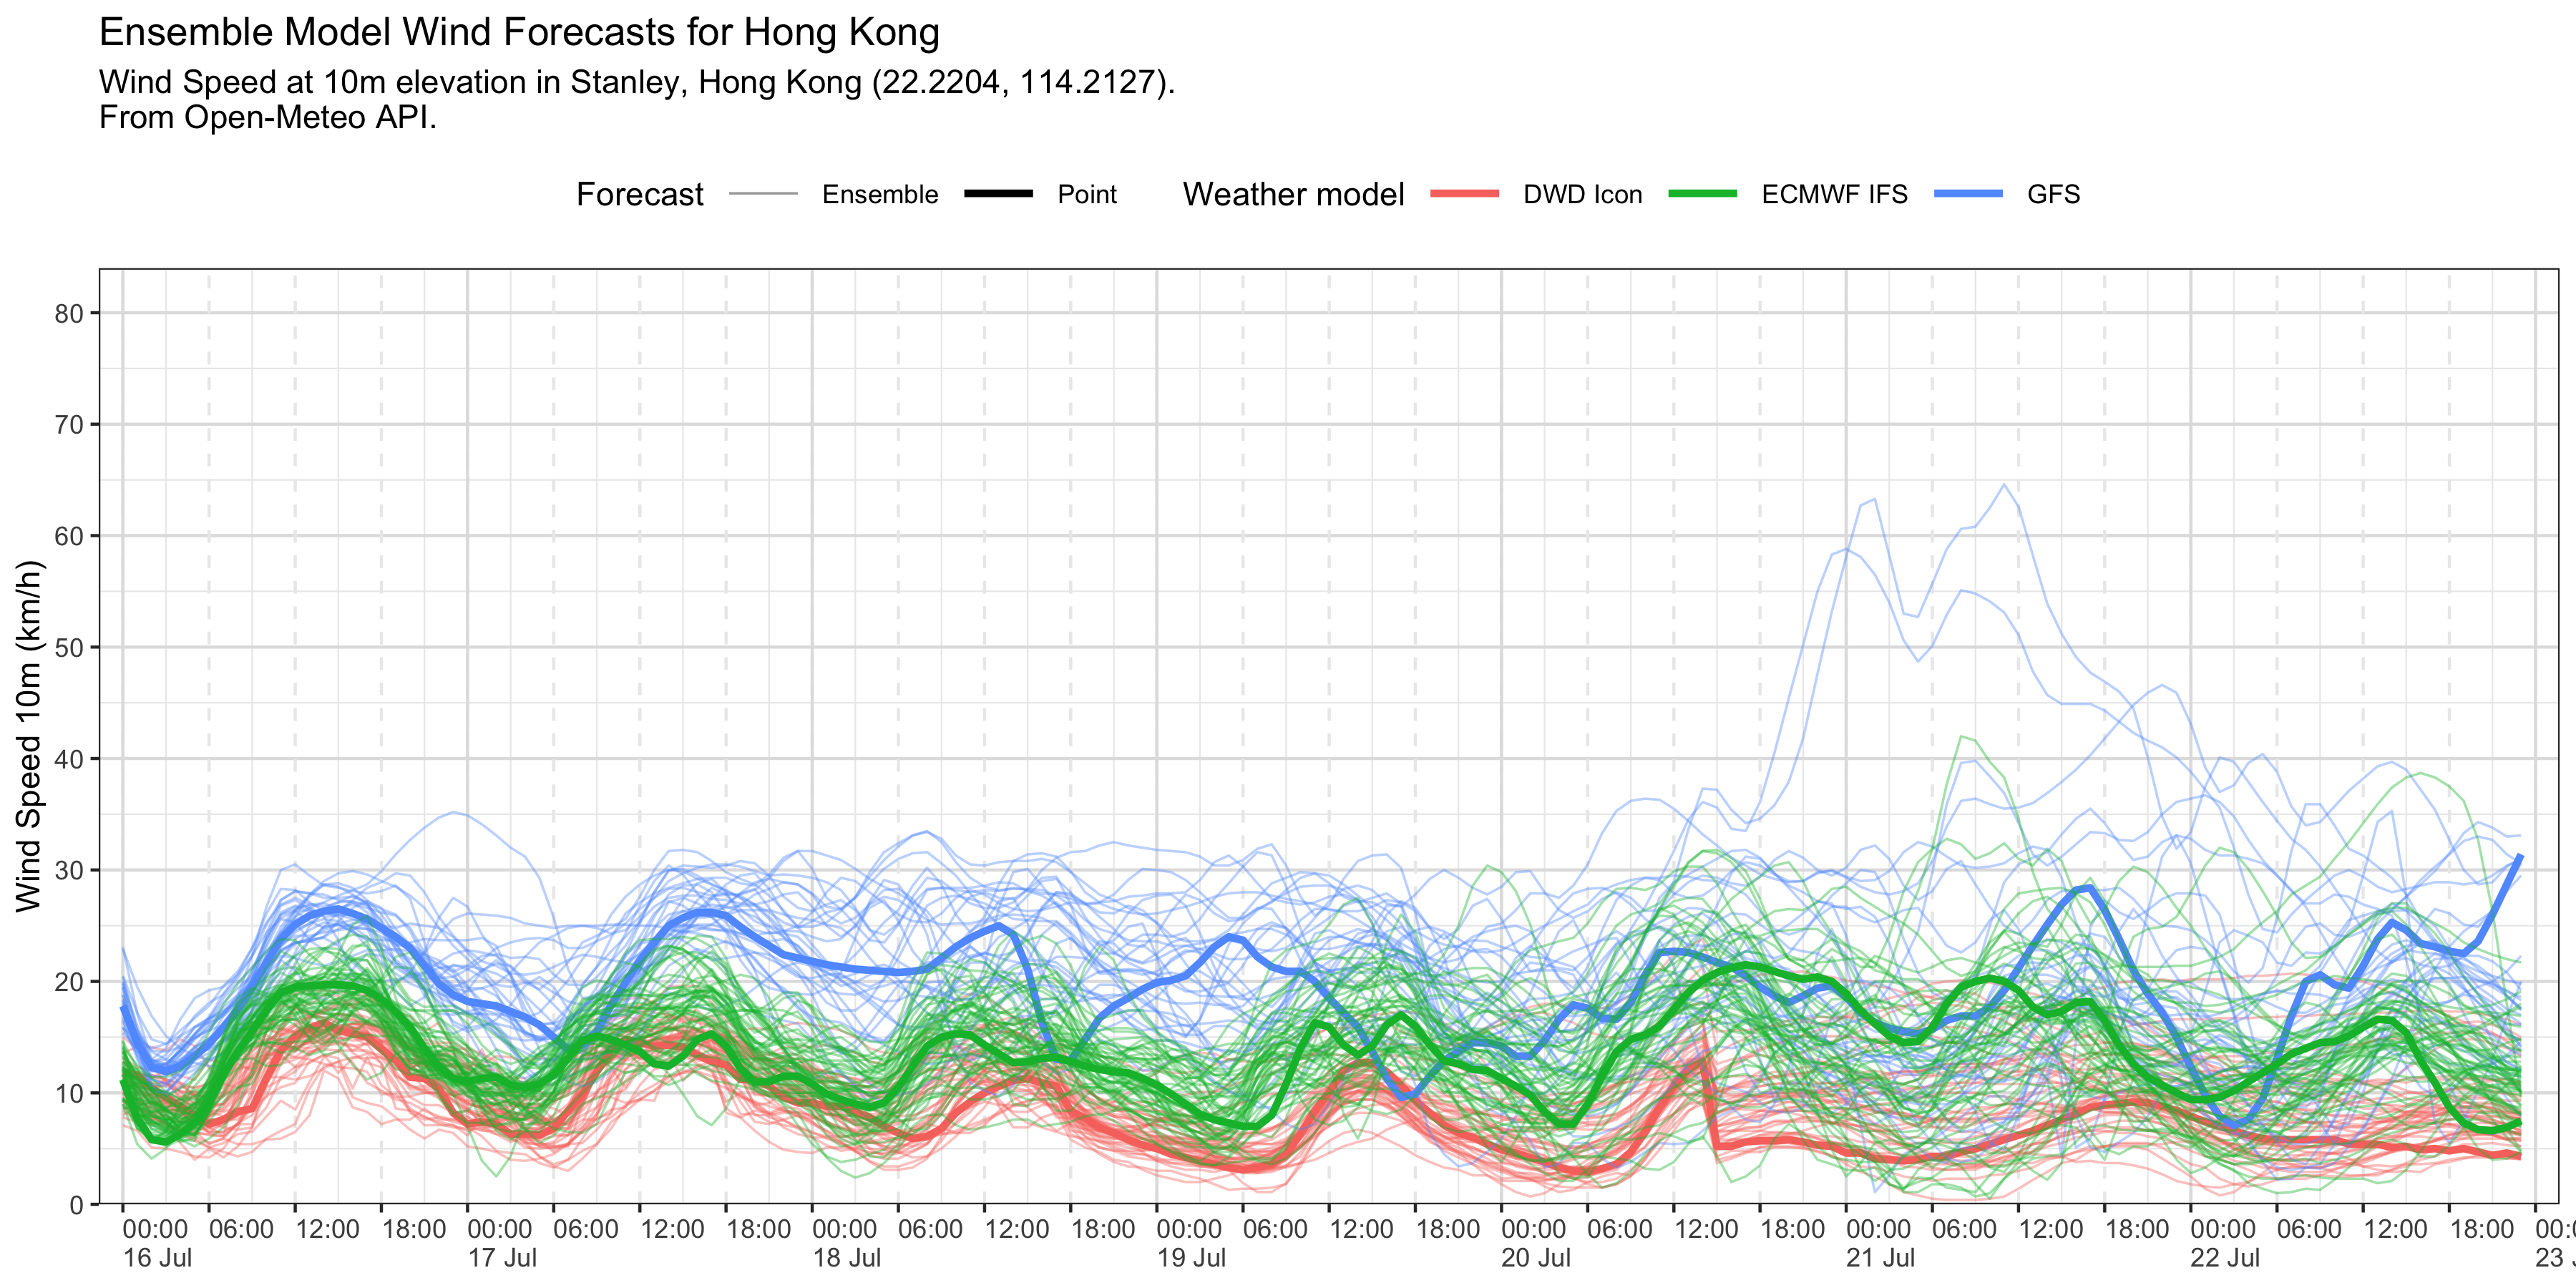 Ensemble Model Wind Forecasts for Hong Kong
Wind Speed at 10m elevation in Stanley, Hong Kong (22.2204, 114.2127).
From Open-Meteo API.
Forecast Ensemble Point Weather model DWD Icon ECMWF IFS GFS
Wind Speed 10m (km/h)
80
70
60
50
40
30
20
10
0
00:00 06:00 12:00 18:00 00:00 06:00 12:00 18:00 00:00 06:00 12:00 18:00 00:00 06:00 12:00 18:00 00:00 06:00 12:00 18:00 00:00 06:00 12:00 18:00 00:00 06:00 12:00 18:00
16 Jul 17 Jul 18 Jul 19 Jul 20 Jul 21 Jul 22 Jul 23